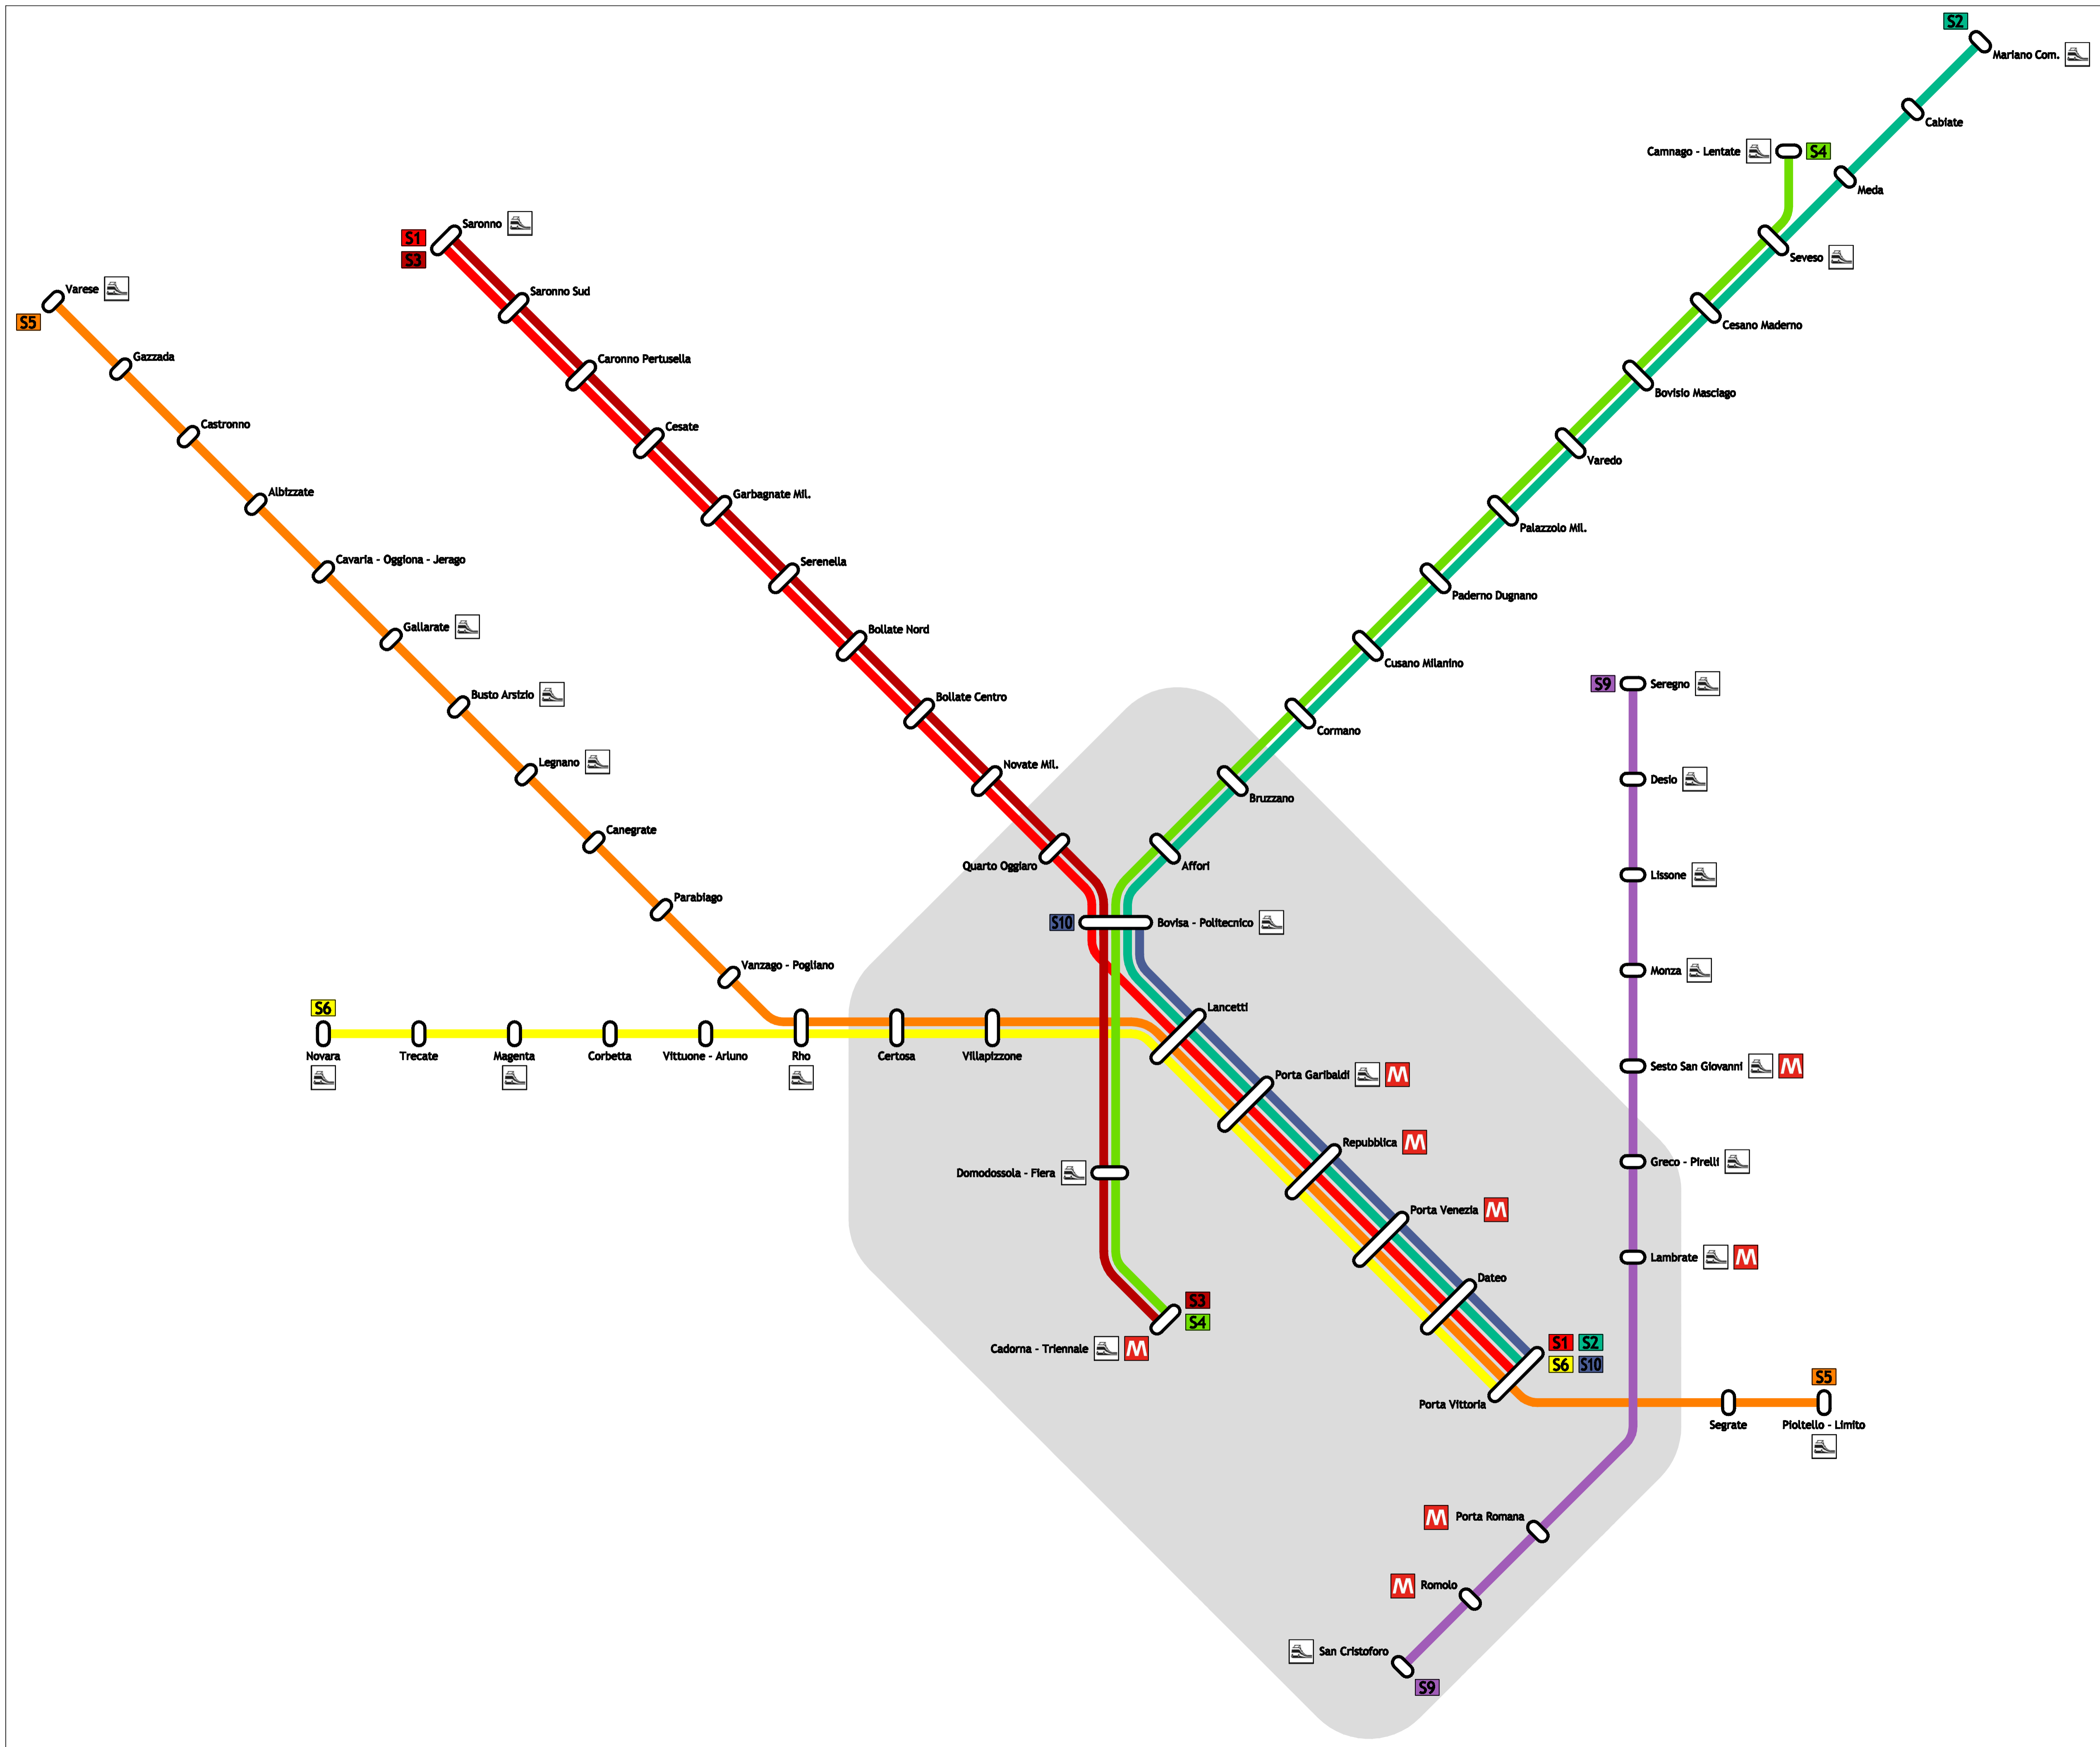 S2
Mariano Com.
Cabiate
Camnago - Lentate
S4
Meda
Saronno
S1
S3
Seveso
Varese
S5
Saronno Sud
Cesano Maderno
Gazzada
Caronno Pertusella
Bovisio Masciago
Castronno
Cesate
Varedo
Albizzate
Garbagnate Mil.
Palazzolo Mil.
Cavaria - Oggiona - Jerago
Serenella
Paderno Dugnano
Gallarate
Bollate Nord
Cusano Milanino
S9
Seregno
Busto Arsizio
Bollate Centro
Cormano
Legnano
Novate Mil.
Desio
Bruzzano
Canegrate
Quarto Oggiaro
Affori
Lissone
Parabiago
S10
Bovisa - Politecnico
Vanzago - Pogliano
Monza
S6
Lancetti
Novara
Trecate
Magenta
Corbetta
Vittuone - Arluno
Rho
Certosa
Villapizzone
Sesto San Giovanni
M
Porta Garibaldi
M
Repubblica
M
Greco - Pirelli
Domodossola - Fiera
Porta Venezia
M
Lambrate
M
Dateo
S3
S4
Cadorna - Triennale
M
S1 S2
S6 S10
S5
Porta Vittoria
Segrate
Pioltello - Limito
M
Porta Romana
M
Romolo
San Cristoforo
S9